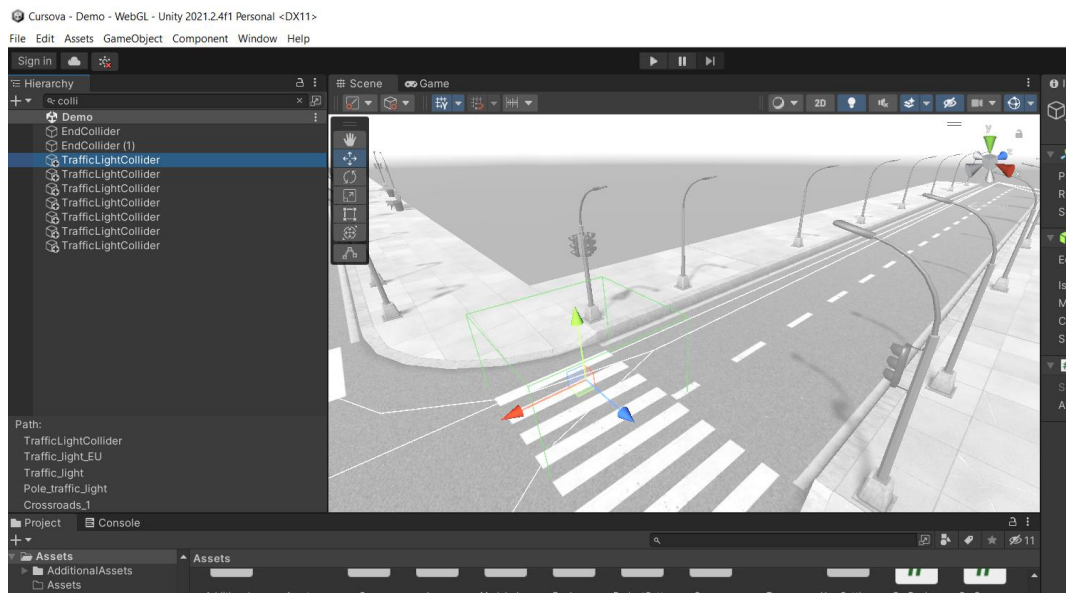 Cursova - Demo - WebGL - Unity 2021.2.4f1 Personal <DX11>
File Edit Assets GameObject Component Window Help
Sign in
Hierarchy
Scene Game
colli
2D
Demo
EndCollider
EndCollider (1)
TrafficLightCollider
TrafficLightCollider
TrafficLightCollider
TrafficLightCollider
TrafficLightCollider
TrafficLightCollider
TrafficLightCollider
y
z
Path:
TrafficLightCollider
Traffic_light_EU
Traffic_light
Pole_traffic_light
Crossroads_1
Project Console
11
Assets
Assets
AdditionalAssets
Assets